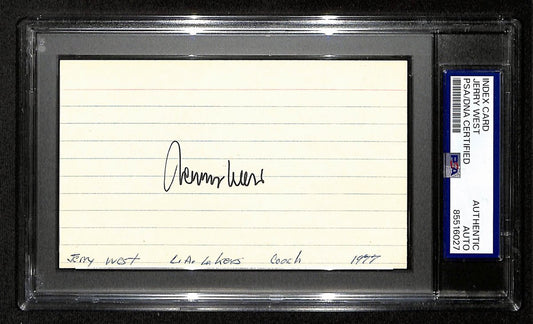 Jerry West
Jerry West L.A. Lakers Coach 1977
INDEX CARD
JERRY WEST
PSA/DNA CERTIFIED
PSA
AUTHENTIC
AUTO
85516027